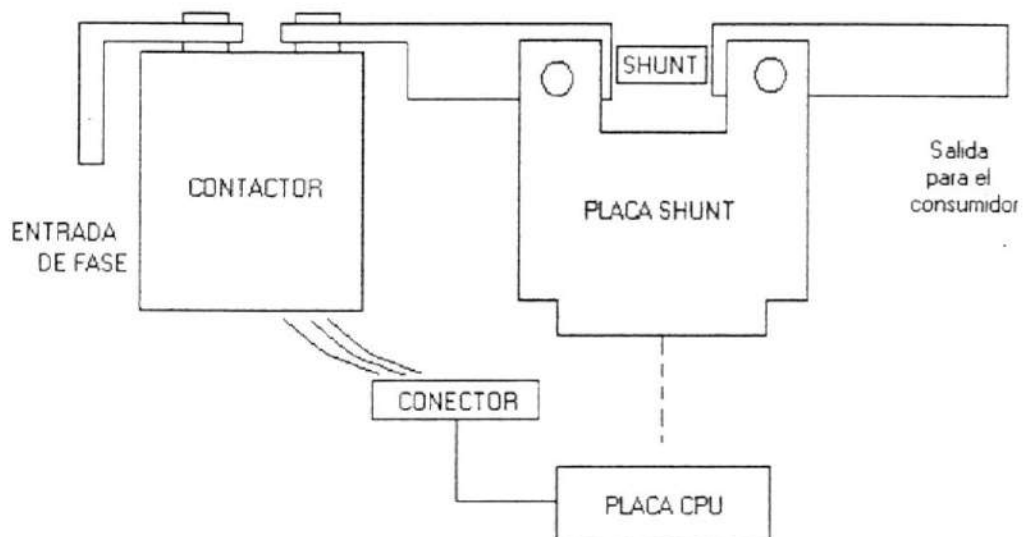 SHUNT
CONTACTOR
PLACA SHUNT
Salida
para el
consumidor
ENTRADA
DE FASE
CONECTOR
PLACA CPU